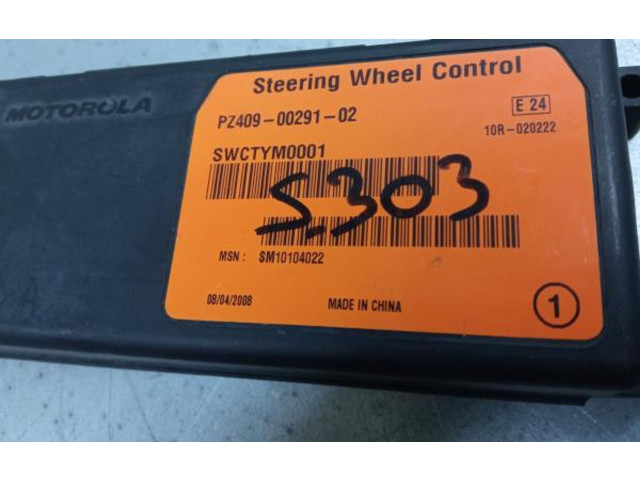 MOTOROLA
Steering Wheel Control
PZ409-00291-02
E 24
10R-020222
SWCTYM0001
S.303
MSN: SM10104022
08/04/2008
MADE IN CHINA
1